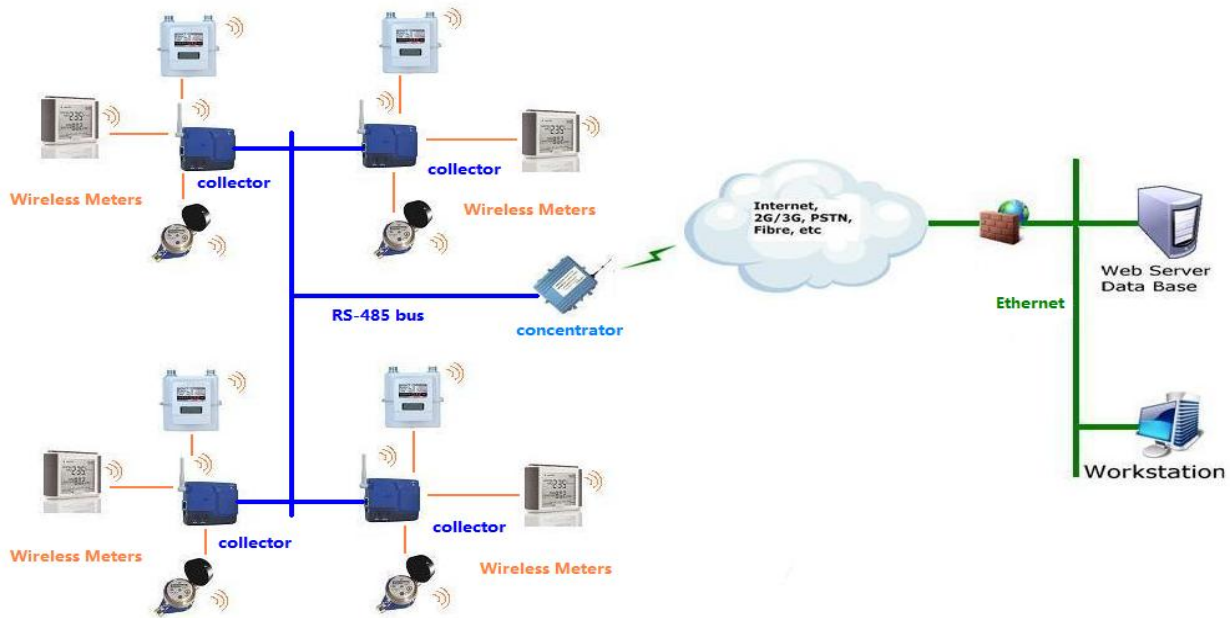 collector
collector
Wireless Meters
Wireless Meters
Internet,
2G/3G, PSTN,
Fibre, etc
Web Server
Data Base
RS-485 bus
concentrator
Ethernet
Workstation
collector
collector
Wireless Meters
Wireless Meters